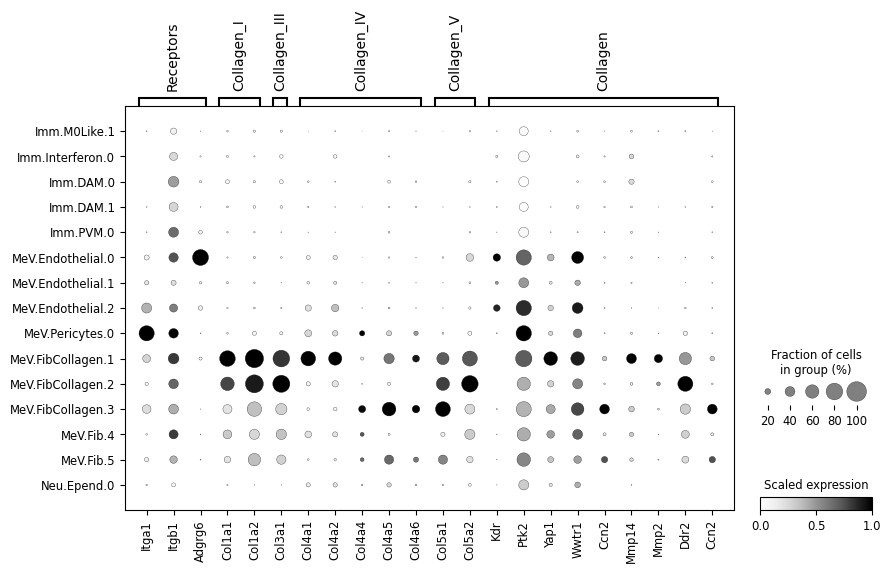 Receptors
Collagen_I
Collagen_III
Collagen_IV
Collagen_V
Collagen
Imm.M0Like.1
Imm.Interferon.0
Imm.DAM.0
Imm.DAM.1
Imm.PVM.0
MeV.Endothelial.0
MeV.Endothelial.1
MeV.Endothelial.2
MeV.Pericytes.0
MeV.FibCollagen.1
MeV.FibCollagen.2
MeV.FibCollagen.3
MeV.Fib.4
MeV.Fib.5
Neu.Epend.0
Itga1
Itgb1
Adgrg6
Col1a1
Col1a2
Col3a1
Col4a1
Col4a2
Col4a4
Col4a5
Col4a6
Col5a1
Col5a2
Kdr
Ptk2
Yap1
Wwtr1
Ccn2
Mmp14
Mmp2
Ddr2
Ccn2
Fraction of cells
in group (%)
20 40 60 80 100
Scaled expression
0.0 0.5 1.0